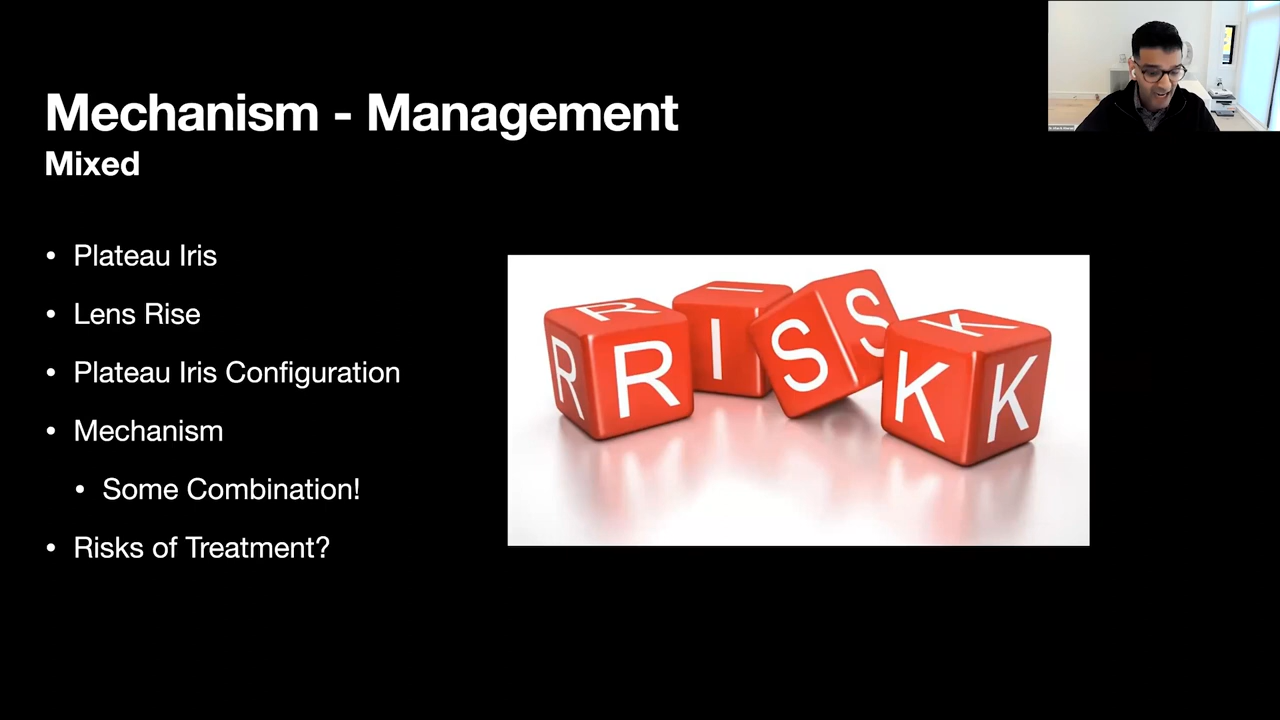 Mechanism - Management
Mixed
• Plateau Iris
• Lens Rise
• Plateau Iris Configuration
• Mechanism
• Some Combination!
• Risks of Treatment?
R R I S S K K
R I K